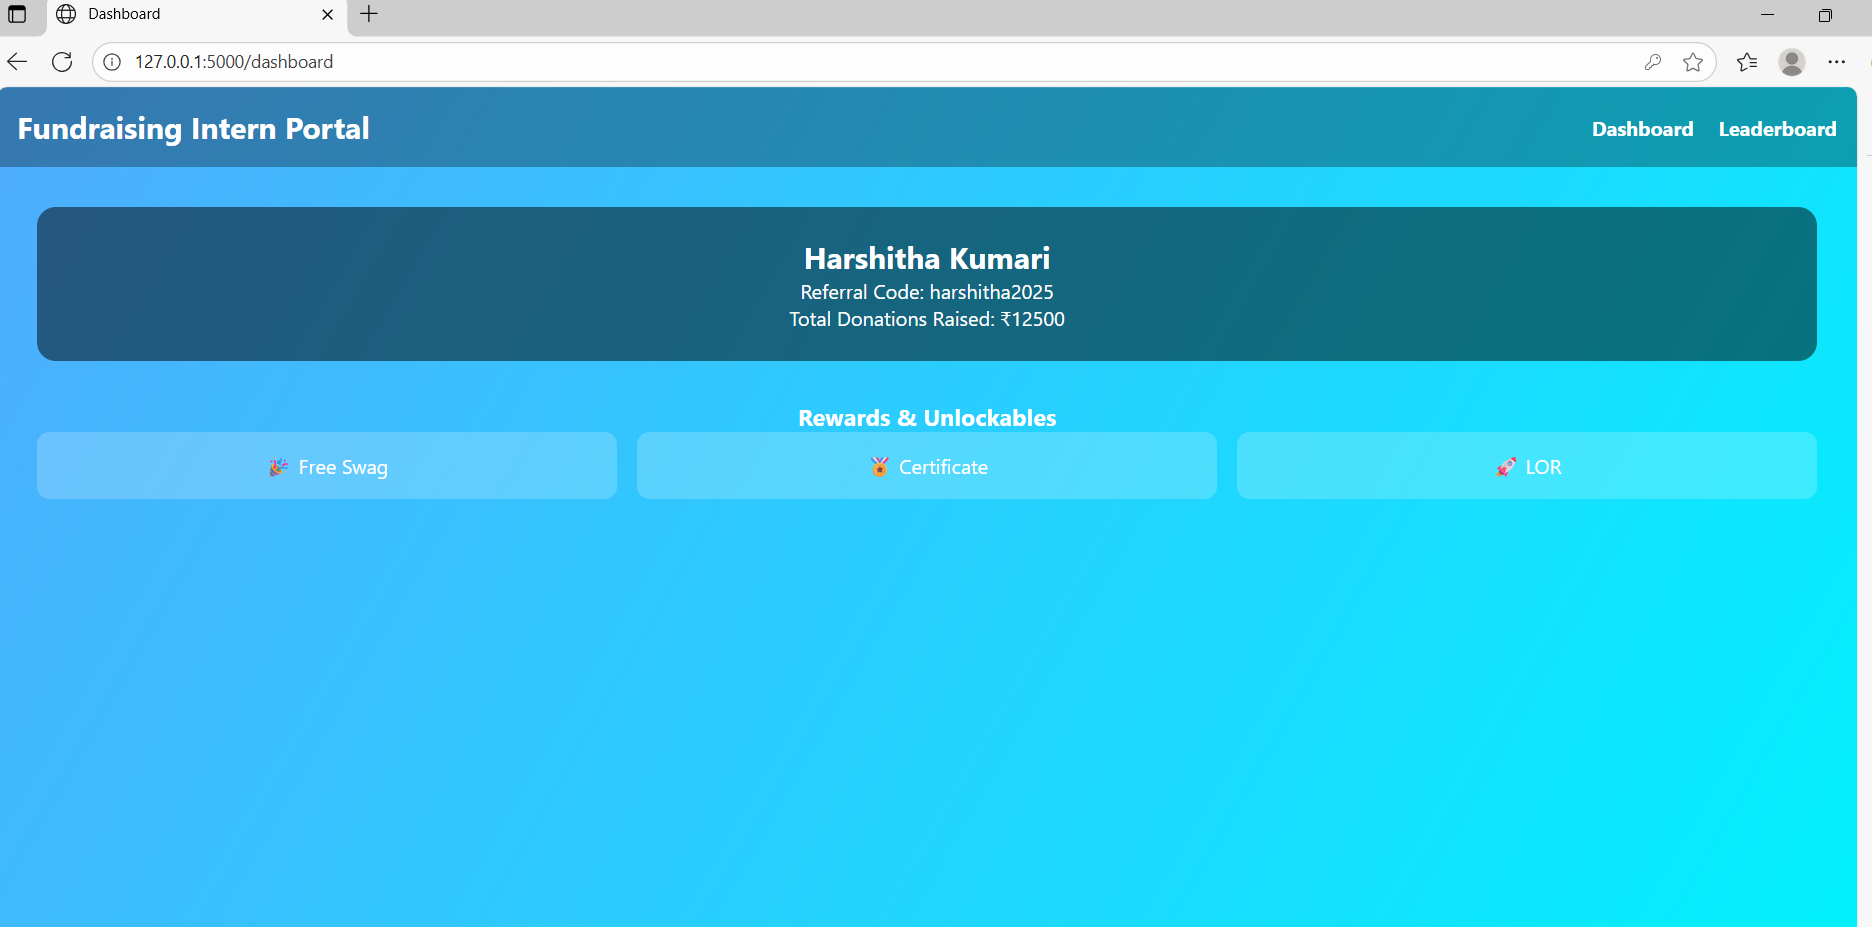 Dashboard
127.0.0.1:5000/dashboard
Fundraising Intern Portal
Dashboard Leaderboard
Harshitha Kumari
Referral Code: harshitha2025
Total Donations Raised: ₹12500
Rewards & Unlockables
🎉 Free Swag
🏅 Certificate
🚀 LOR